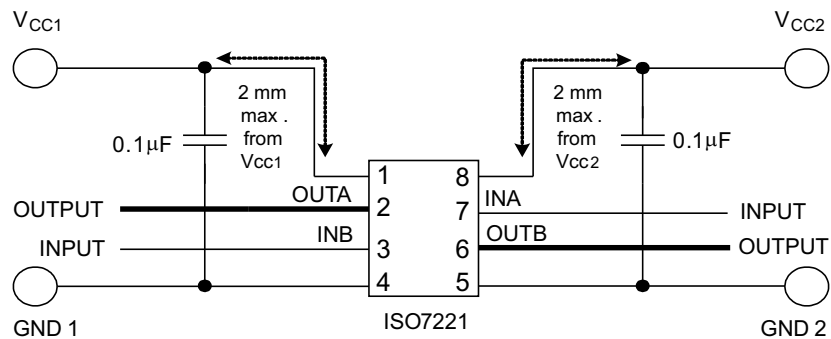 VCC1
VCC2
2 mm
max .
from
Vcc1
2 mm
max .
from
Vcc2
0.1μF
0.1μF
1
8
OUTPUT
OUTA
2
7
INA
INPUT
INPUT
INB
3
6
OUTB
OUTPUT
4
5
GND 1
ISO7221
GND 2